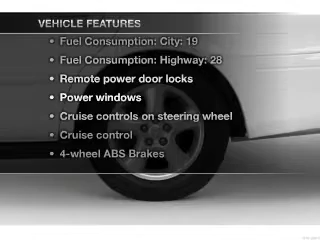 VEHICLE FEATURES
• Fuel Consumption: City: 19
• Fuel Consumption: Highway: 28
• Remote power door locks
• Power windows
• Cruise controls on steering wheel
• Cruise control
• 4-wheel ABS Brakes